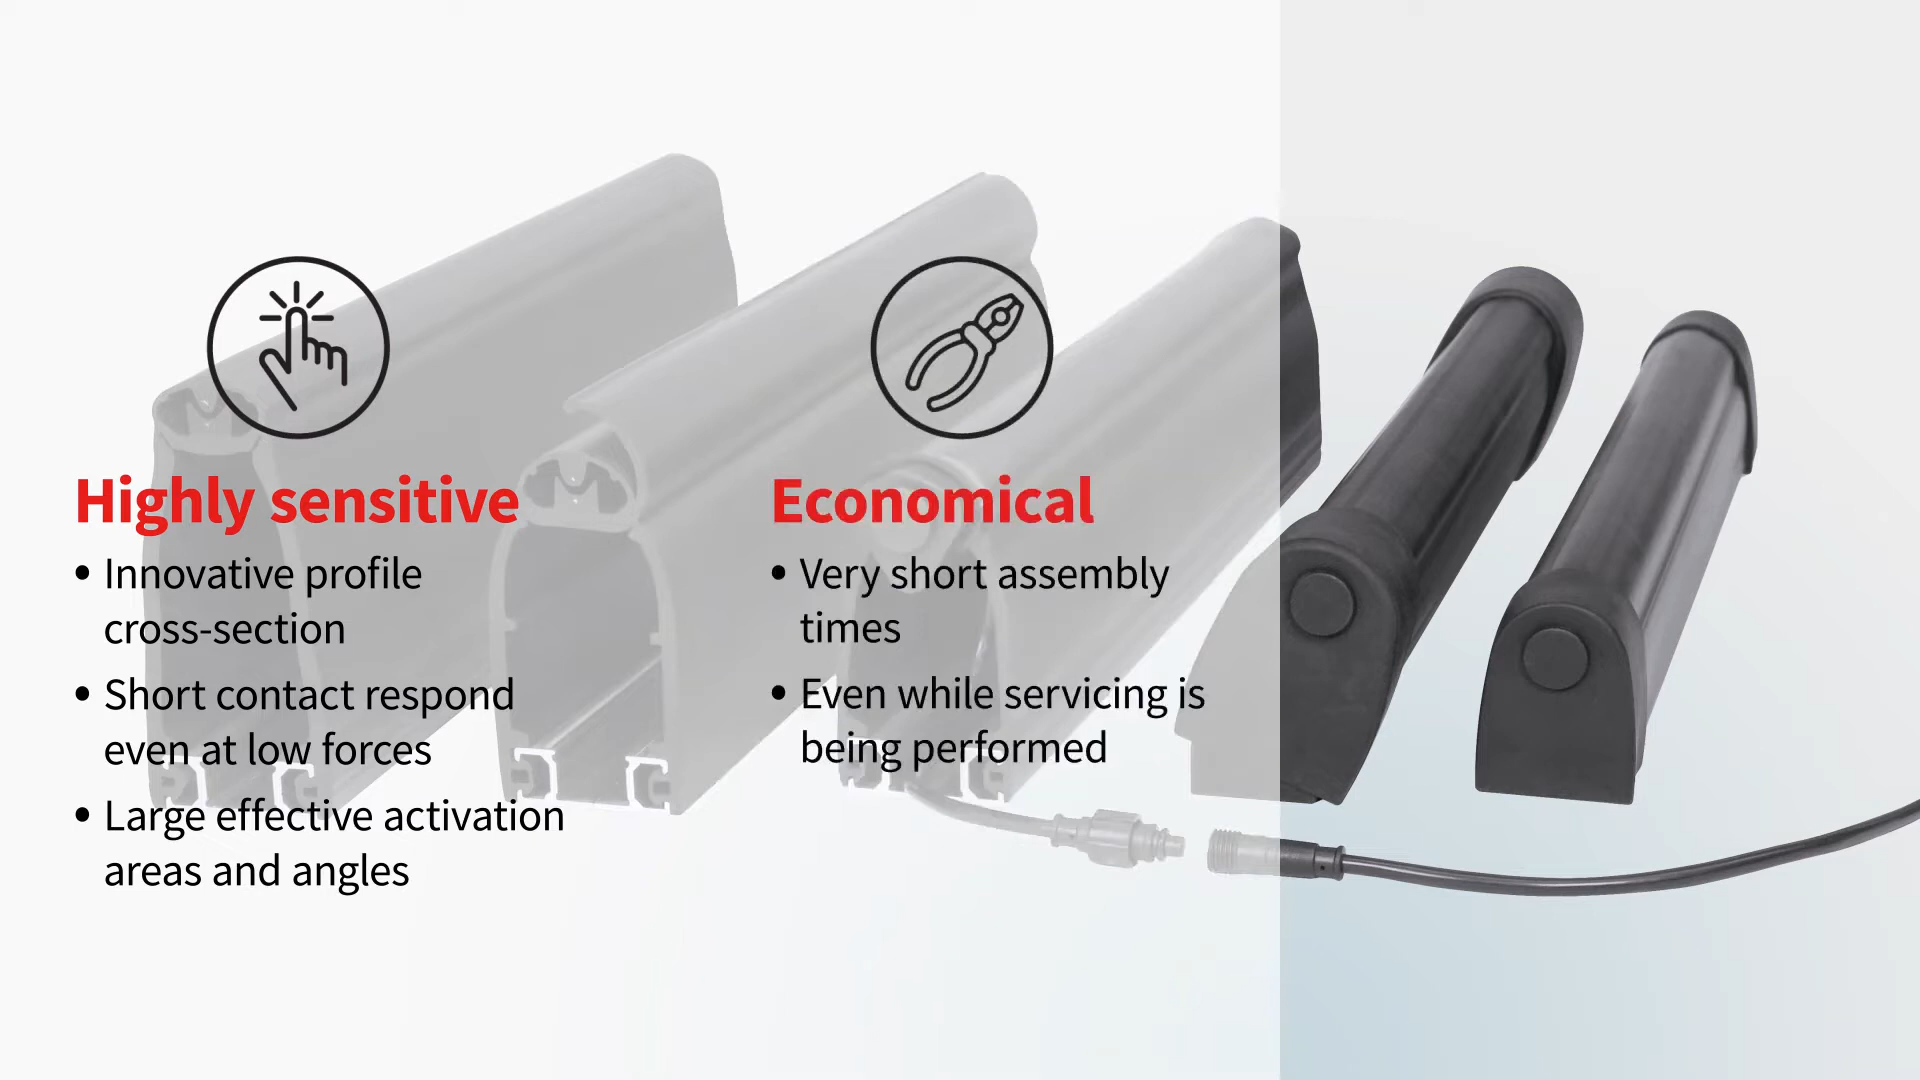 Highly sensitive
• Innovative profile
cross-section
• Short contact respond
even at low forces
• Large effective activation
areas and angles
Economical
• Very short assembly
times
• Even while servicing is
being performed